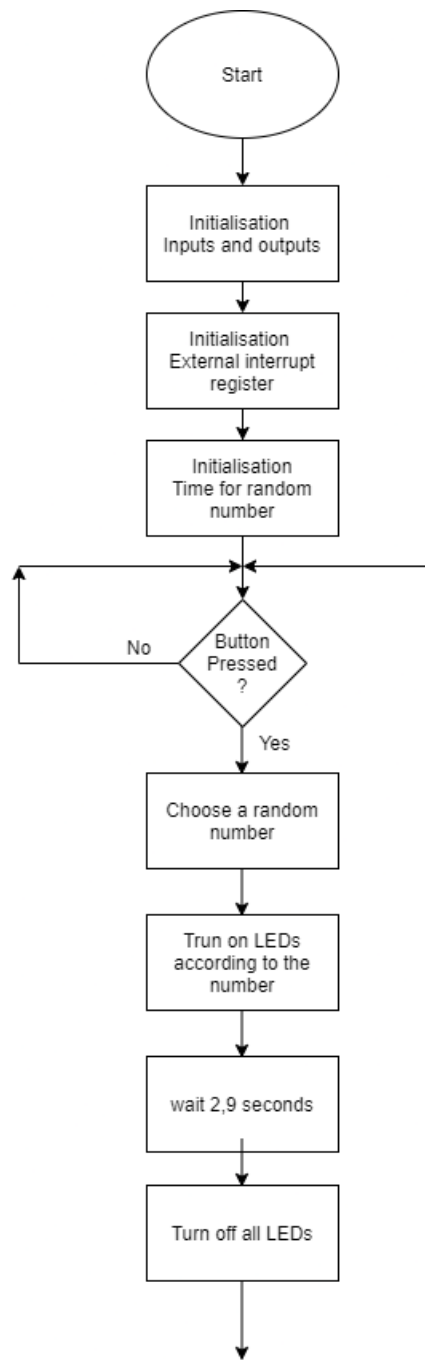 Start
Initialisation
Inputs and outputs
Initialisation
External interrupt
register
Initialisation
Time for random
number
Button
Pressed
?
No
Yes
Choose a random
number
Trun on LEDs
according to the
number
wait 2,9 seconds
Turn off all LEDs